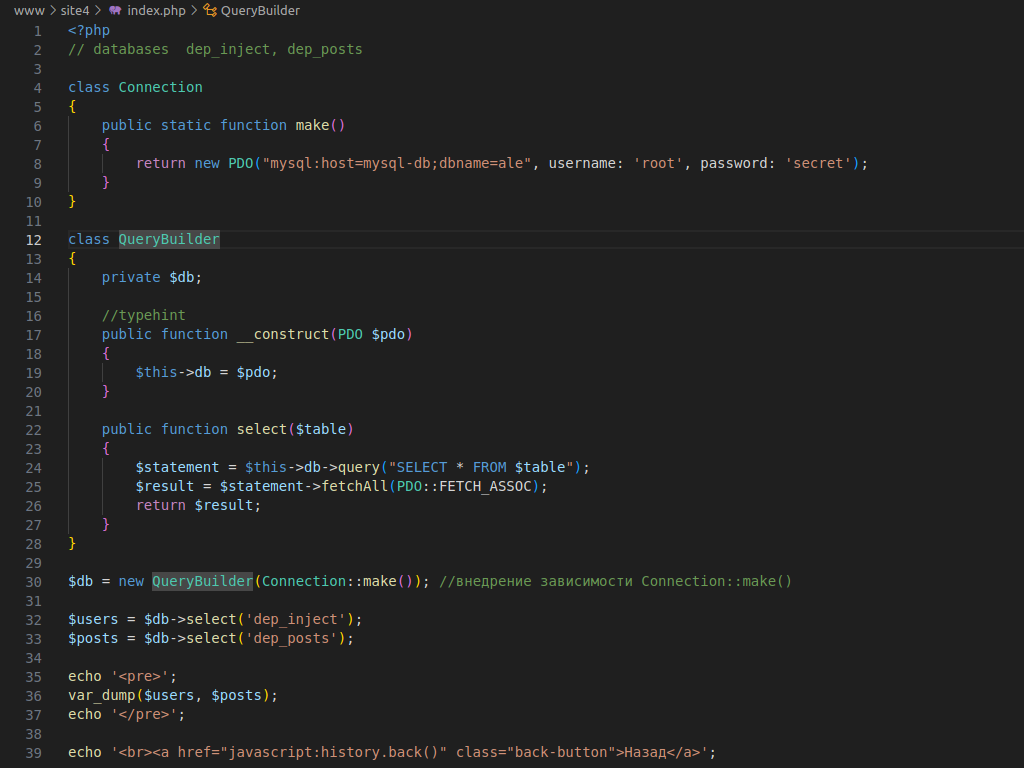 www > site4 > index.php > QueryBuilder
1 <?php
2 // databases  dep_inject, dep_posts
3
4 class Connection
5 {
6     public static function make()
7     {
8         return new PDO("mysql:host=mysql-db;dbname=ale", username: 'root', password: 'secret');
9     }
10 }
11
12 class QueryBuilder
13 {
14     private $db;
15
16     //typehint
17     public function __construct(PDO $pdo)
18     {
19         $this->db = $pdo;
20     }
21
22     public function select($table)
23     {
24         $statement = $this->db->query("SELECT * FROM $table");
25         $result = $statement->fetchAll(PDO::FETCH_ASSOC);
26         return $result;
27     }
28 }
29
30 $db = new QueryBuilder(Connection::make()); //внедрение зависимости Connection::make()
31
32 $users = $db->select('dep_inject');
33 $posts = $db->select('dep_posts');
34
35 echo '<pre>';
36 var_dump($users, $posts);
37 echo '</pre>';
38
39 echo '<br><a href="javascript:history.back()" class="back-button">Назад</a>';